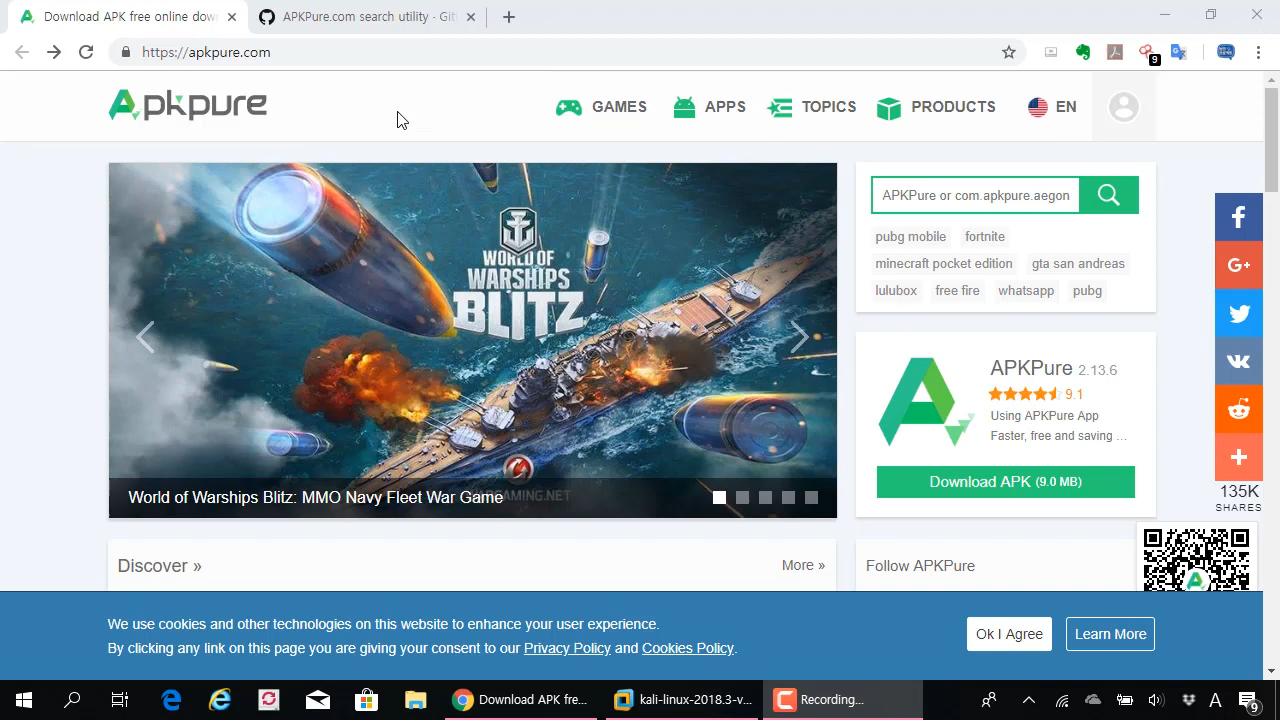 Download APK free online dow
APKPure.com search utility - Git
https://apkpure.com
9
Apkpure
GAMES
APPS
TOPICS
PRODUCTS
EN
WORLD OF
WARSHIPS
BLITZ
GAMING.NET
World of Warships Blitz: MMO Navy Fleet War Game
APKPure or com.apkpure.aegon
pubg mobile fortnite
minecraft pocket edition gta san andreas
lulubox free fire whatsapp pubg
APKPure 2.13.6
9.1
Using APKPure App
Faster, free and saving ...
Download APK (9.0 MB)
135K
SHARES
Discover »
More »
Follow APKPure
We use cookies and other technologies on this website to enhance your user experience.
By clicking any link on this page you are giving your consent to our Privacy Policy and Cookies Policy.
Ok I Agree
Learn More
Download APK fre...
kali-linux-2018.3-v...
Recording...
A
9